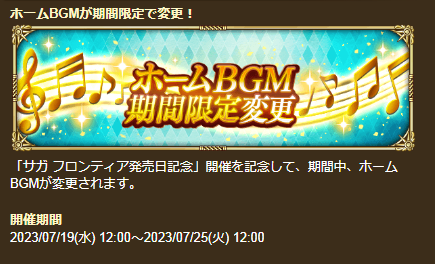 ホームBGMが期間限定で変更！
ホームBGM
期間限定変更
「サガ フロンティア発売日記念」開催を記念して、期間中、ホーム
BGMが変更されます。
開催期間
2023/07/19(水) 12:00～2023/07/25(火) 12:00